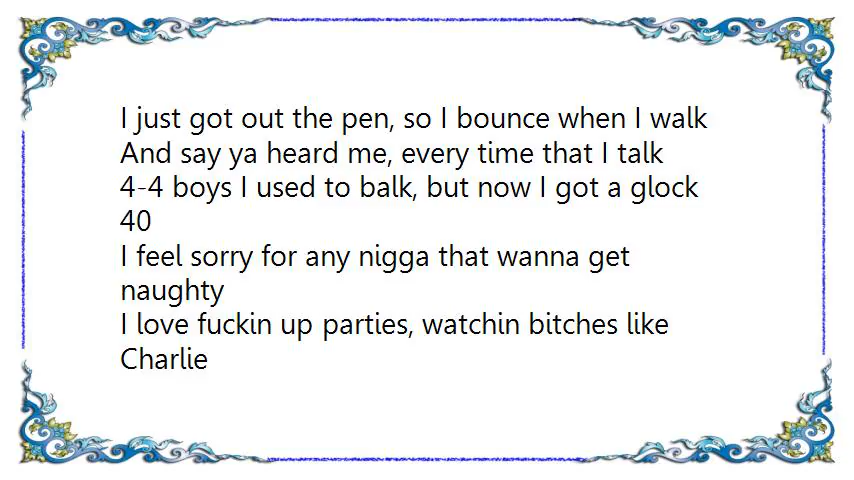 I just got out the pen, so I bounce when I walk
And say ya heard me, every time that I talk
4-4 boys I used to balk, but now I got a glock
40
I feel sorry for any nigga that wanna get
naughty
I love fuckin up parties, watchin bitches like
Charlie